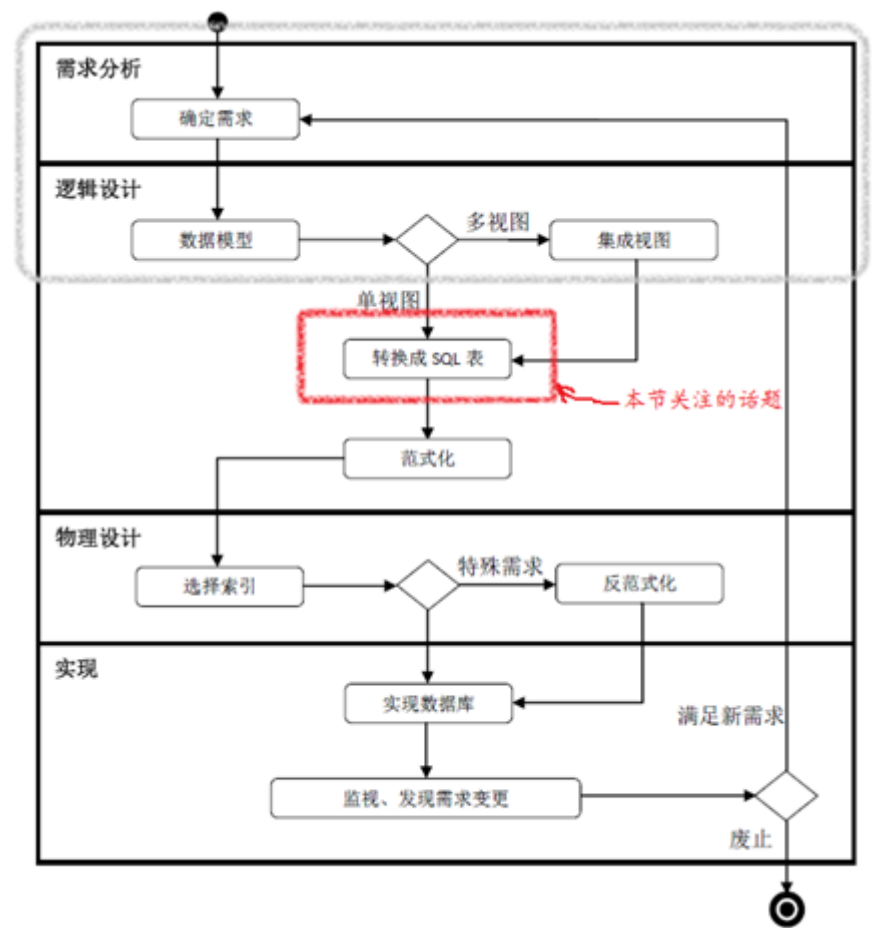 需求分析
确定需求
逻辑设计
数据模型
多视图
集成视图
单视图
转换成 SQL 表
本节关注的话题
范式化
物理设计
选择索引
特殊需求
反范式化
实现
实现数据库
满足新需求
监视、发现需求变更
废止